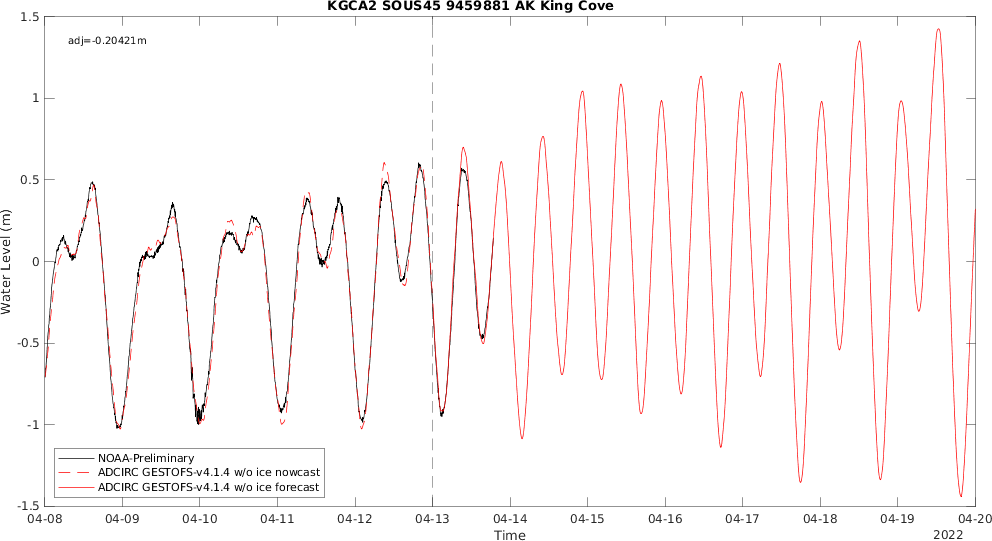 KGCA2 SOUS45 9459881 AK King Cove
adj=-0.20421m
1.5
1
0.5
0
-0.5
-1
-1.5
Water Level (m)
NOAA-Preliminary
ADCIRC GESTOFS-v4.1.4 w/o ice nowcast
ADCIRC GESTOFS-v4.1.4 w/o ice forecast
04-08 04-09 04-10 04-11 04-12 04-13 04-14 04-15 04-16 04-17 04-18 04-19 04-20
Time
2022